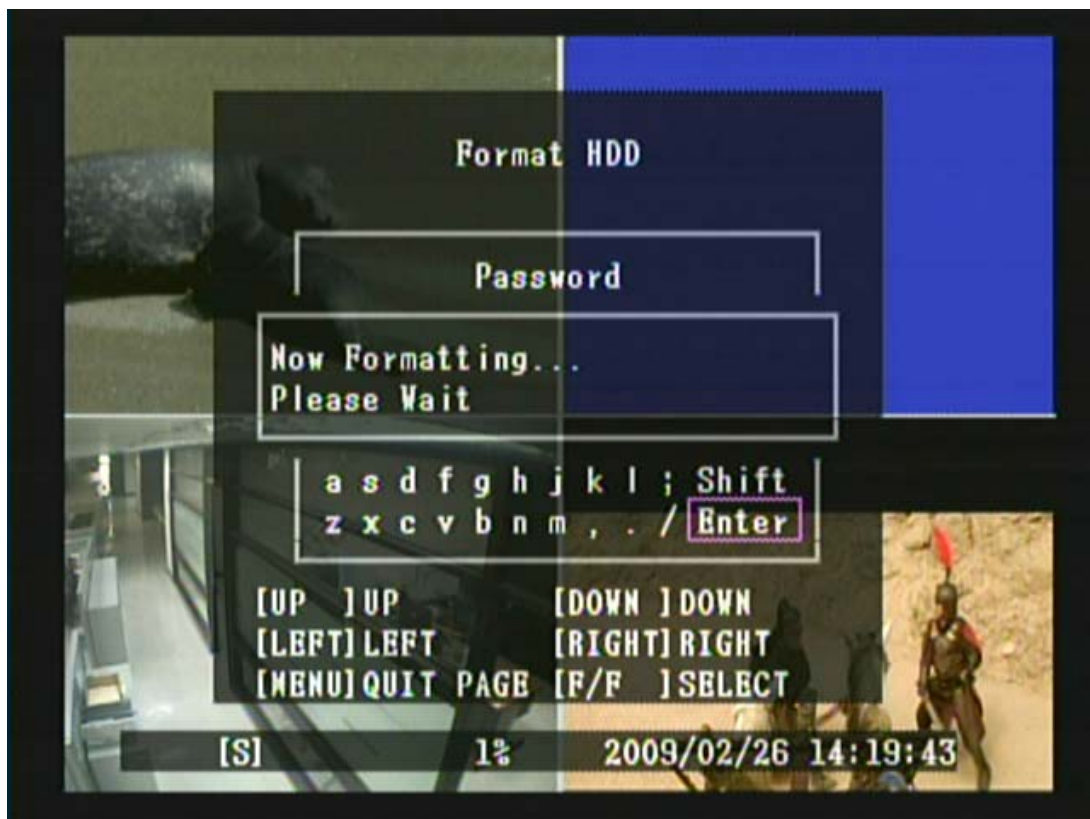 Format HDD
Password
Now Formatting...
Please Wait
a s d f g h j k l ; Shift
z x c v b n m , . / Enter
[UP ]UP [DOWN ]DOWN
[LEFT]LEFT [RIGHT]RIGHT
[MENU]QUIT PAGE [F/F ]SELECT
[S] 1% 2009/02/26 14:19:43